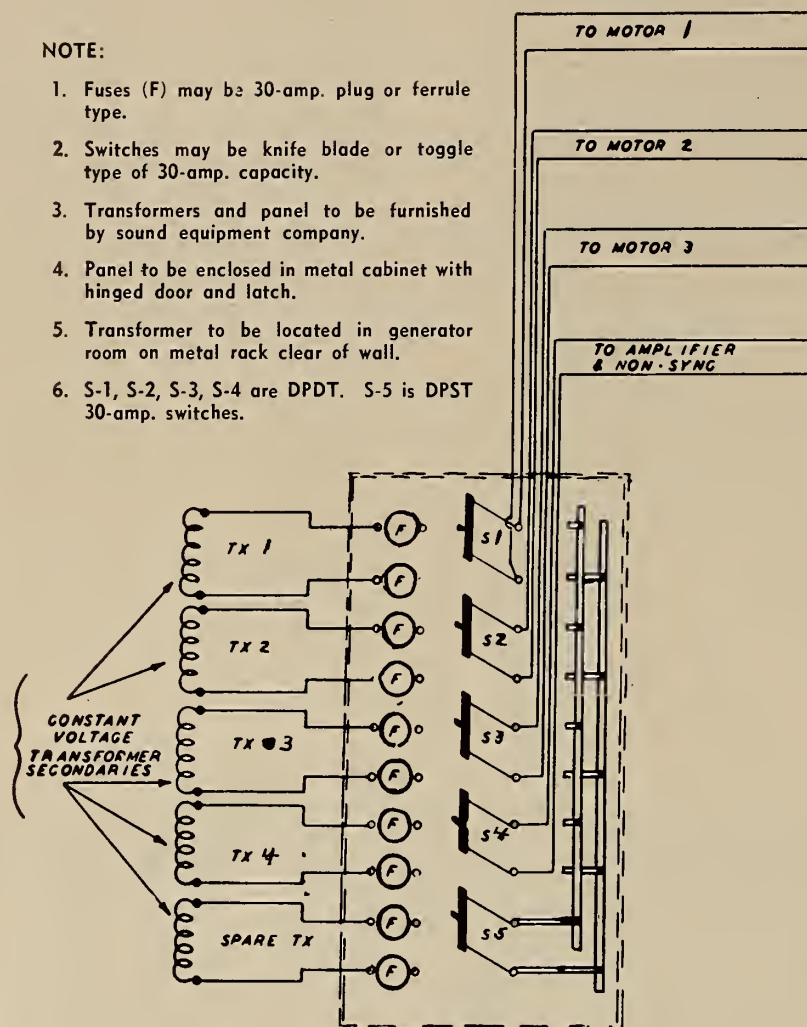 NOTE:
1. Fuses (F) may be 30-amp. plug or ferrule
type.
2. Switches may be knife blade or toggle
type of 30-amp. capacity.
3. Transformers and panel to be furnished
by sound equipment company.
4. Panel to be enclosed in metal cabinet with
hinged door and latch.
5. Transformer to be located in generator
room on metal rack clear of wall.
6. S-1, S-2, S-3, S-4 are DPDT. S-5 is DPST
30-amp. switches.
TO MOTOR 1
TO MOTOR 2
TO MOTOR 3
TO AMPLIFIER
& NON-SYNC
TX 1
F
S1
F
TX 2
F
S2
F
CONSTANT
VOLTAGE
TRANSFORMER
SECONDARIES
TX 3
F
S3
F
TX 4
F
S4
F
SPARE TX
F
S5
F